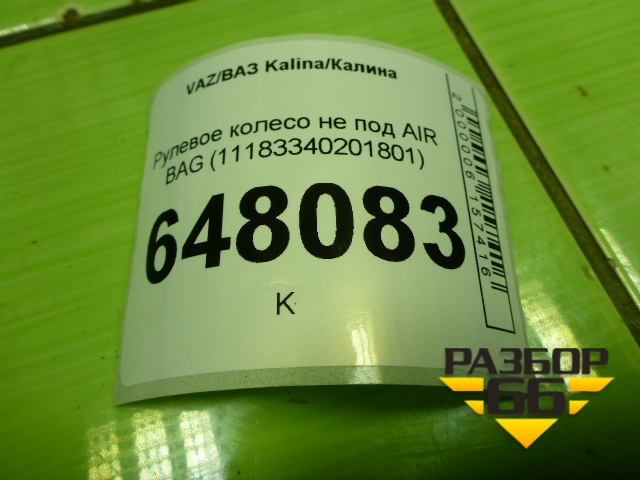 VAZ/ВАЗ Kalina/Калина
Рулевое колесо не под AIR
BAG (11183340201801)
648083
К
2000006157416
РАЗБОР
66